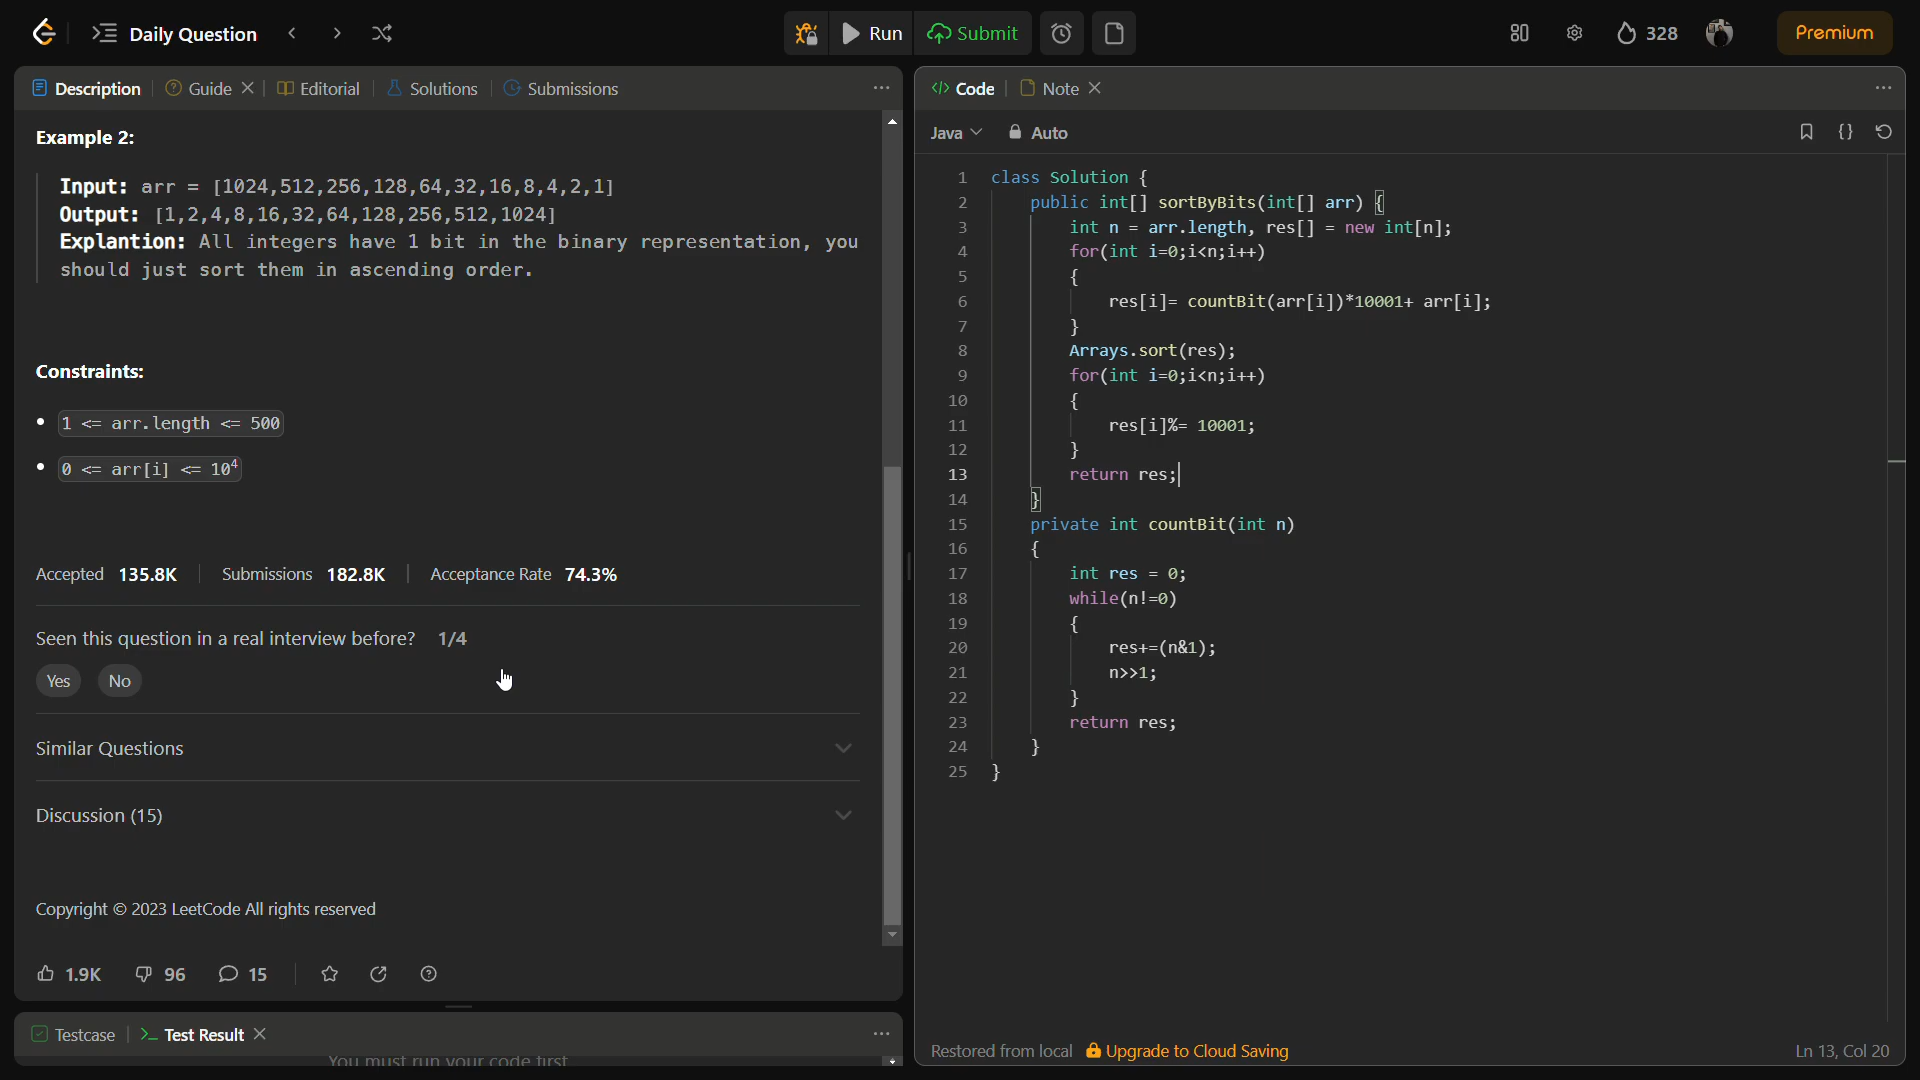 Daily Question
Run
Submit
328
Premium
Description
Guide
Editorial
Solutions
Submissions
Example 2:
Input: arr = [1024,512,256,128,64,32,16,8,4,2,1]
Output: [1,2,4,8,16,32,64,128,256,512,1024]
Explantion: All integers have 1 bit in the binary representation, you
should just sort them in ascending order.
Constraints:
• 1 <= arr.length <= 500
• 0 <= arr[i] <= 10⁴
Accepted 135.8K | Submissions 182.8K | Acceptance Rate 74.3%
Seen this question in a real interview before? 1/4
Yes No
Similar Questions
Discussion (15)
Copyright © 2023 LeetCode All rights reserved
1.9K 96 15
Testcase
>_ Test Result
You must run your code first
</> Code
Note
Java
Auto
{}
1 class Solution {
2 public int[] sortByBits(int[] arr) {
3 int n = arr.length, res[] = new int[n];
4 for(int i=0;i<n;i++)
5 {
6 res[i]= countBit(arr[i])*10001+ arr[i];
7 }
8 Arrays.sort(res);
9 for(int i=0;i<n;i++)
10 {
11 res[i]%= 10001;
12 }
13 return res;
14 }
15 private int countBit(int n)
16 {
17 int res = 0;
18 while(n!=0)
19 {
20 res+=(n&1);
21 n>>1;
22 }
23 return res;
24 }
25 }
Restored from local
Upgrade to Cloud Saving
Ln 13, Col 20